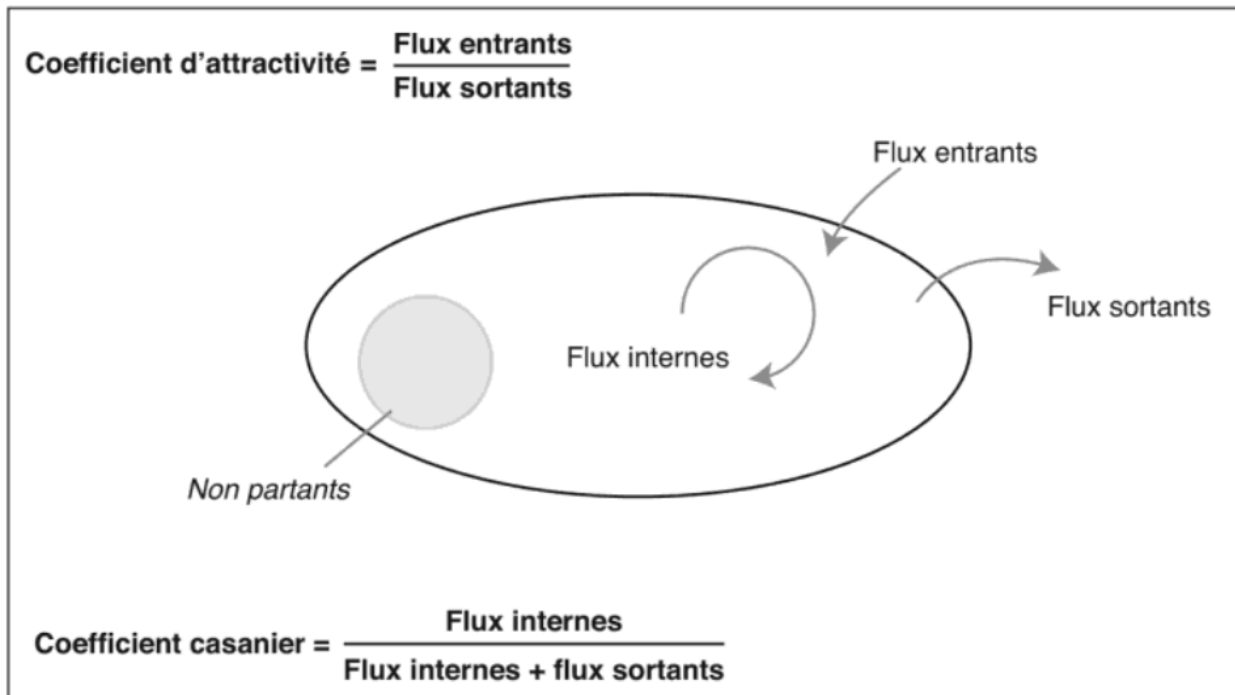 Coefficient d’attractivité = Flux entrants
Flux sortants
Flux entrants
Flux sortants
Flux internes
Non partants
Coefficient casanier = Flux internes
Flux internes + flux sortants